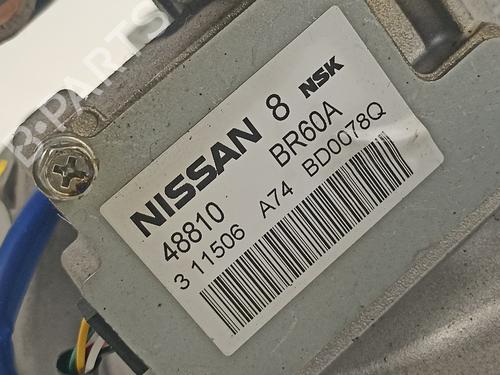 B-PARTS
NISSAN 8 NSK
48810 BR60A
3 11506 A74 BD0078Q